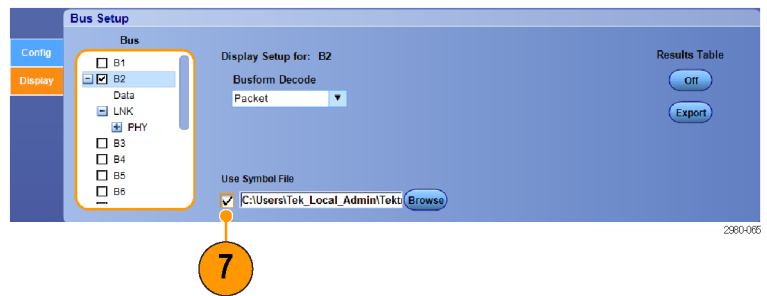 Bus Setup
Config
Display
Bus
B1
B2
Data
LNK
PHY
B3
B4
B5
B6
Display Setup for: B2
Busform Decode
Packet
Use Symbol File
C:\Users\Tek_Local_Admin\Tekt
Browse
Results Table
Off
Export
2980-065
7